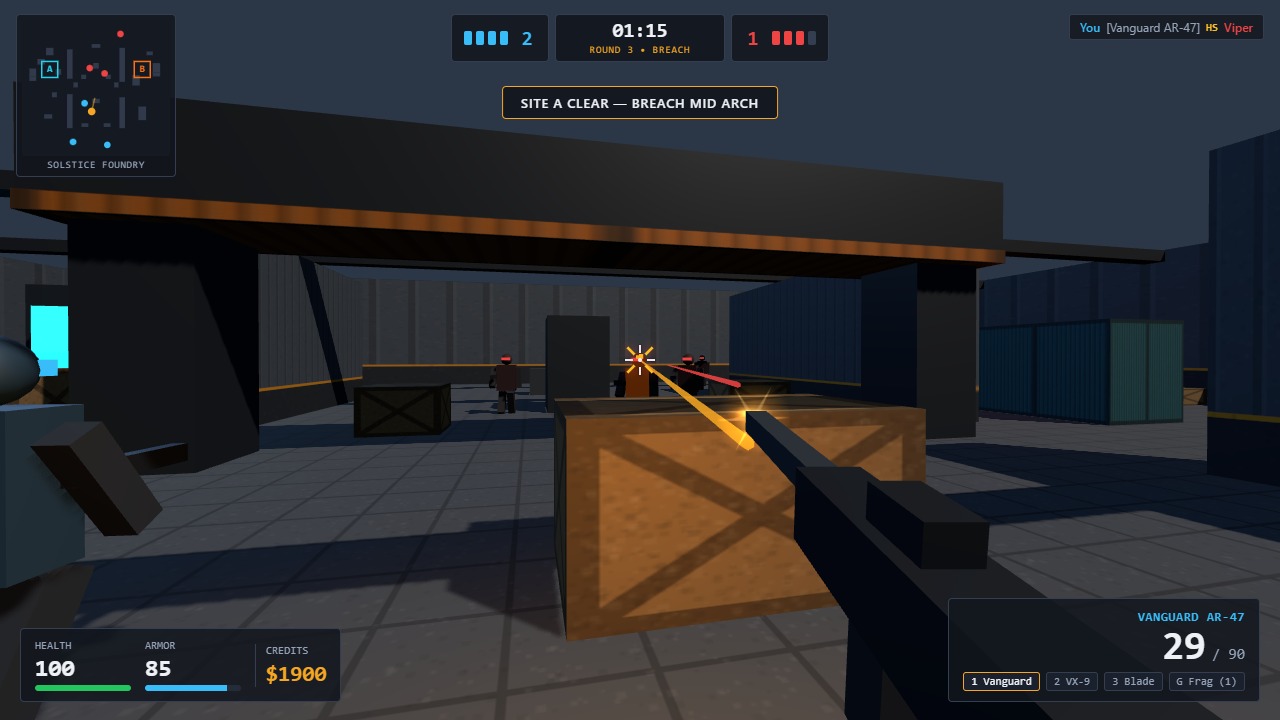 A
B
SOLSTICE FOUNDRY
2
01:15
ROUND 3 • BREACH
1
You [Vanguard AR-47] HS Viper
SITE A CLEAR — BREACH MID ARCH
HEALTH
100
ARMOR
85
CREDITS
$1900
VANGUARD AR-47
29 / 90
1 Vanguard
2 VX-9
3 Blade
G Frag (1)